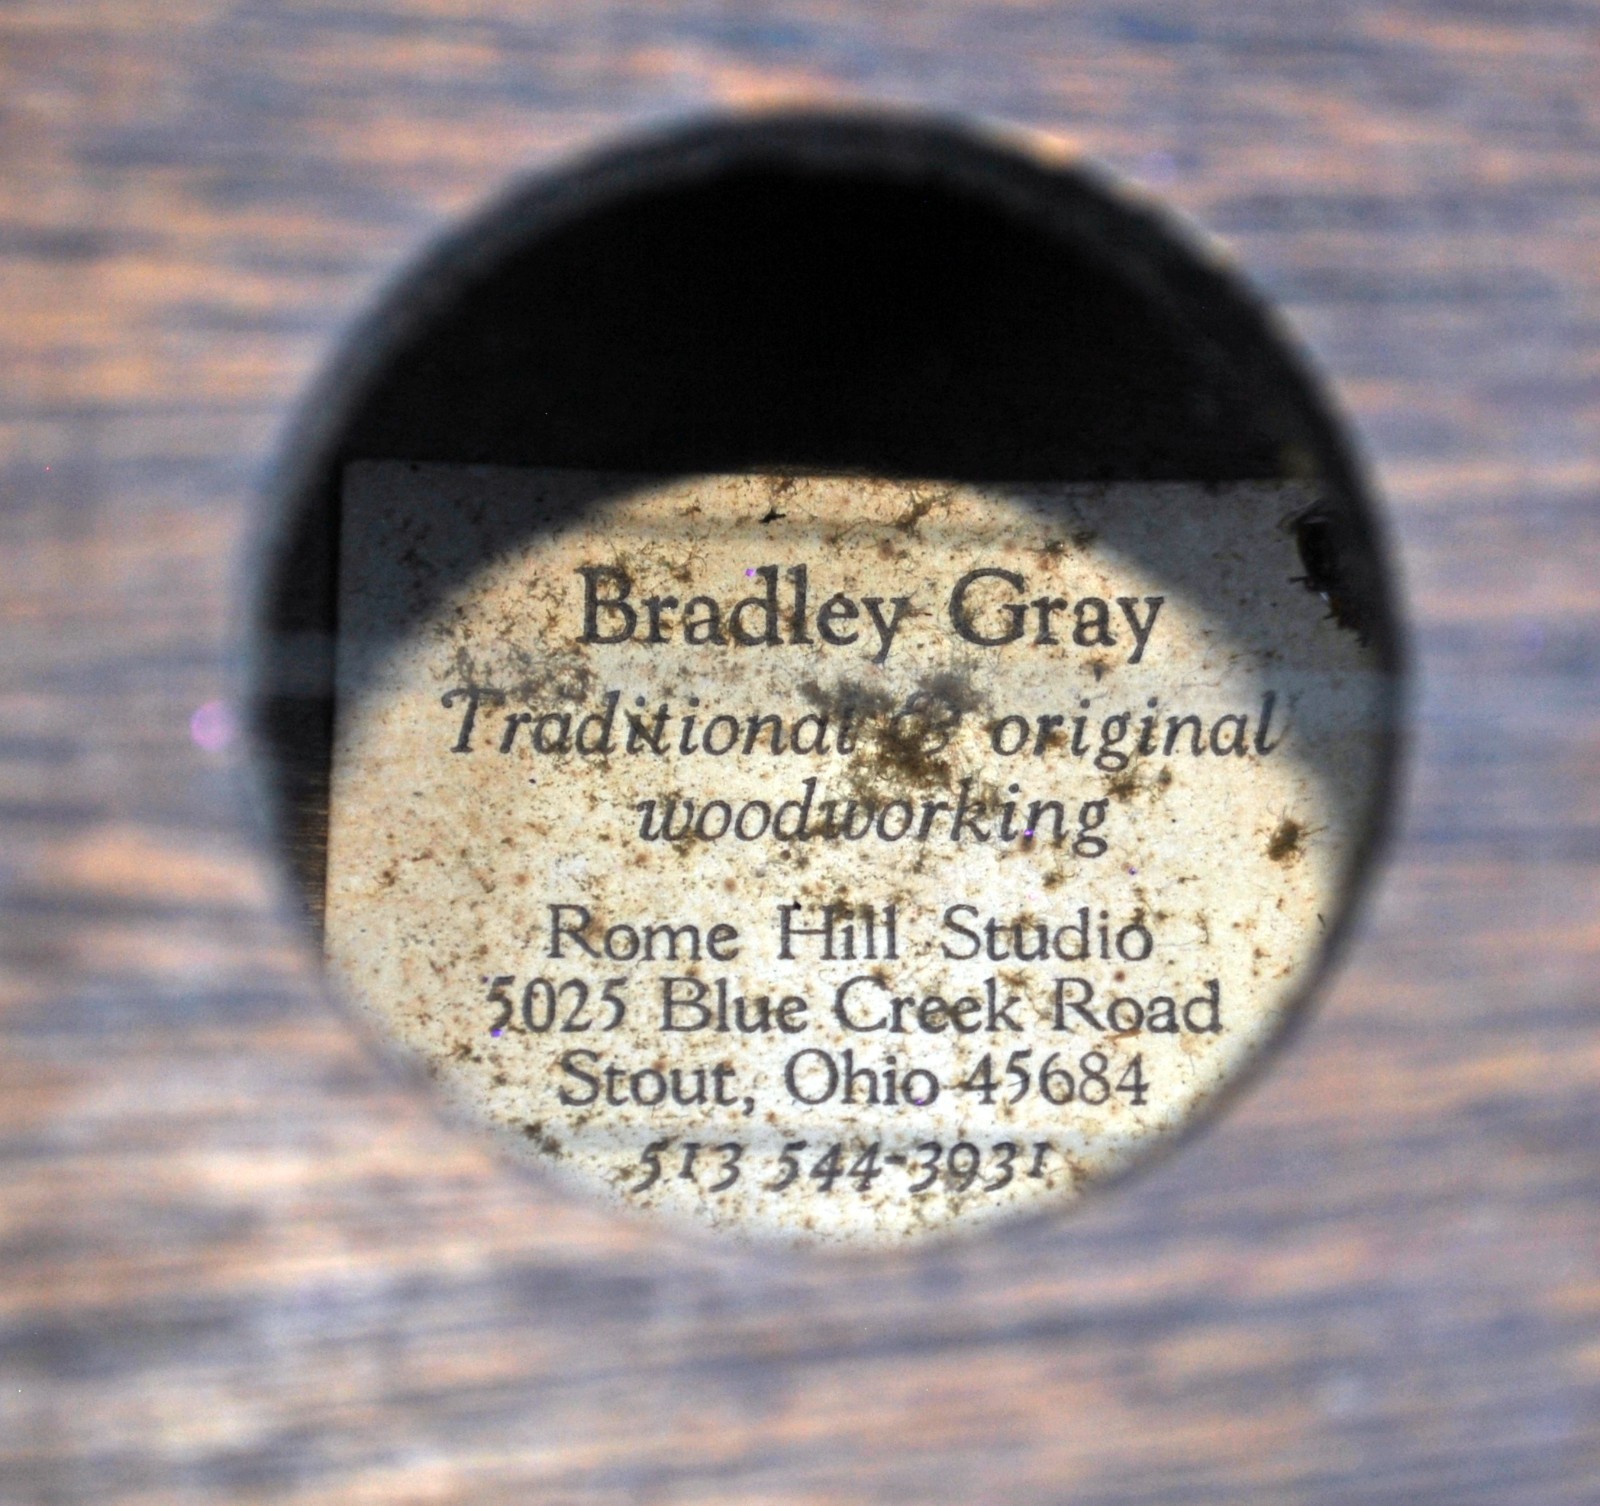 Bradley Gray
Traditional & original
woodworking
Rome Hill Studio
5025 Blue Creek Road
Stout, Ohio 45684
513 544-3931